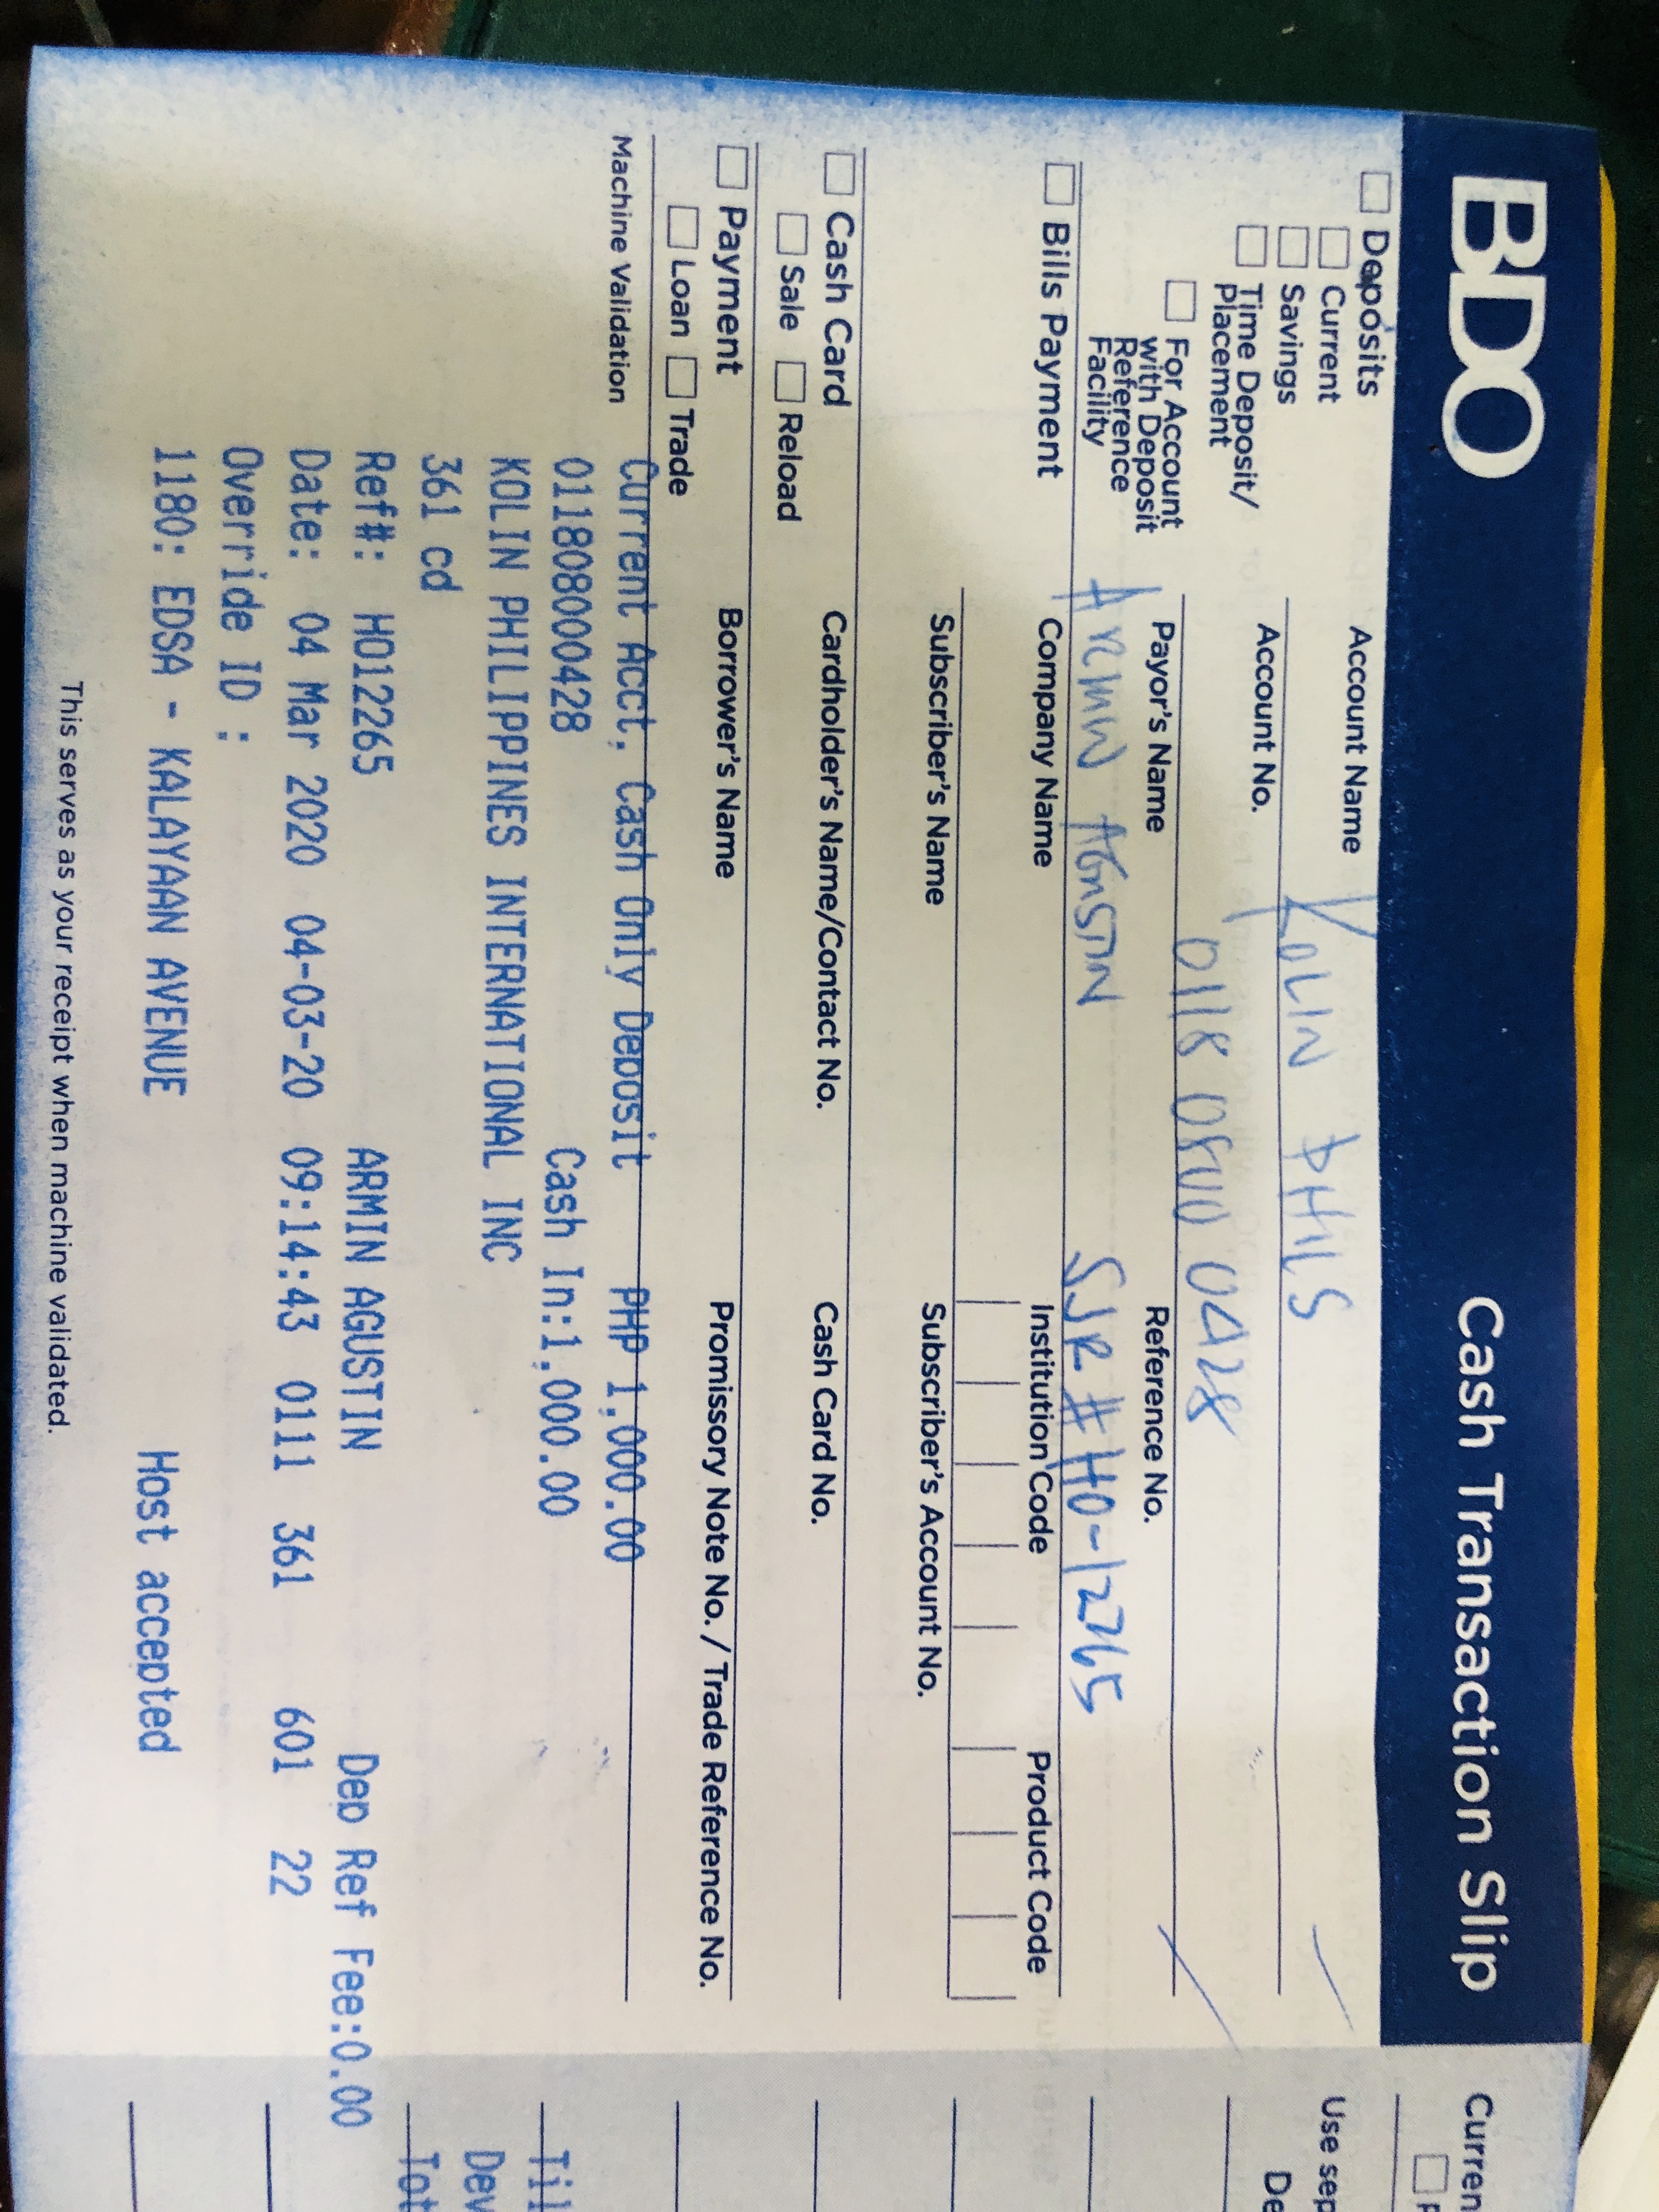 BDO
Cash Transaction Slip
Deposits
Current
Savings
Time Deposit/
Placement
For Account
with Deposit
Reference
Facility
Account Name
KOLIN PHILS
Account No.
0118 0800 0428
Payor's Name
ARMIN AGUSTIN
Reference No.
SJR # HO-12265
Bills Payment
Company Name
Institution Code
Product Code
Subscriber's Name
Subscriber's Account No.
Cash Card
Sale Reload
Cardholder's Name/Contact No.
Cash Card No.
Payment
Loan Trade
Borrower's Name
Promissory Note No. / Trade Reference No.
Machine Validation
Current Acct. Cash Only Deposit PHP 1,000.00
011808000428 Cash In:1,000.00
KOLIN PHILIPPINES INTERNATIONAL INC
361 cd
Ref#: HO12265 ARMIN AGUSTIN Dep Ref Fee:0.00
Date: 04 Mar 2020 04-03-20 09:14:43 0111 361 601 22
Override ID :
1180: EDSA - KALAYAAN AVENUE Host accepted
This serves as your receipt when machine validated.
Use sep